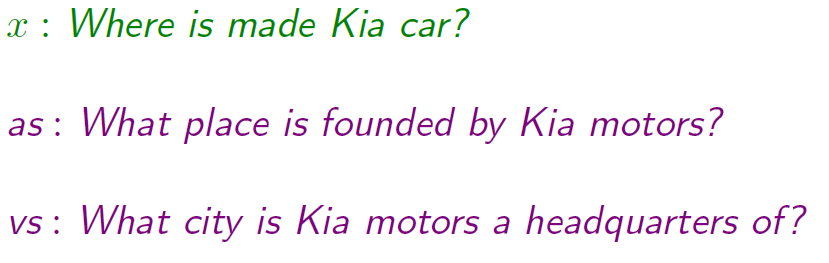 x : Where is made Kia car?
as : What place is founded by Kia motors?
vs : What city is Kia motors a headquarters of?